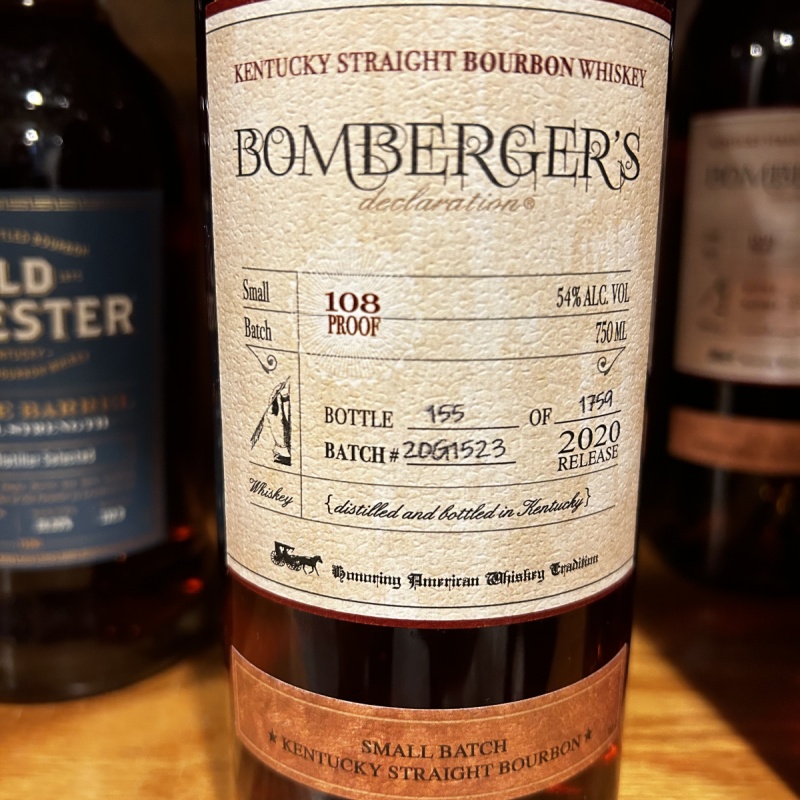 KENTUCKY STRAIGHT BOURBON WHISKEY
BOMBERGER'S
declaration®
Small
Batch
108
PROOF
54% ALC. VOL
750 ML
BOTTLE 155 OF 1759
BATCH # 20G1523
2020
RELEASE
Whiskey
{distilled and bottled in Kentucky}
Honoring American Whiskey Tradition
SMALL BATCH
★ KENTUCKY STRAIGHT BOURBON ★
LD
ESTER